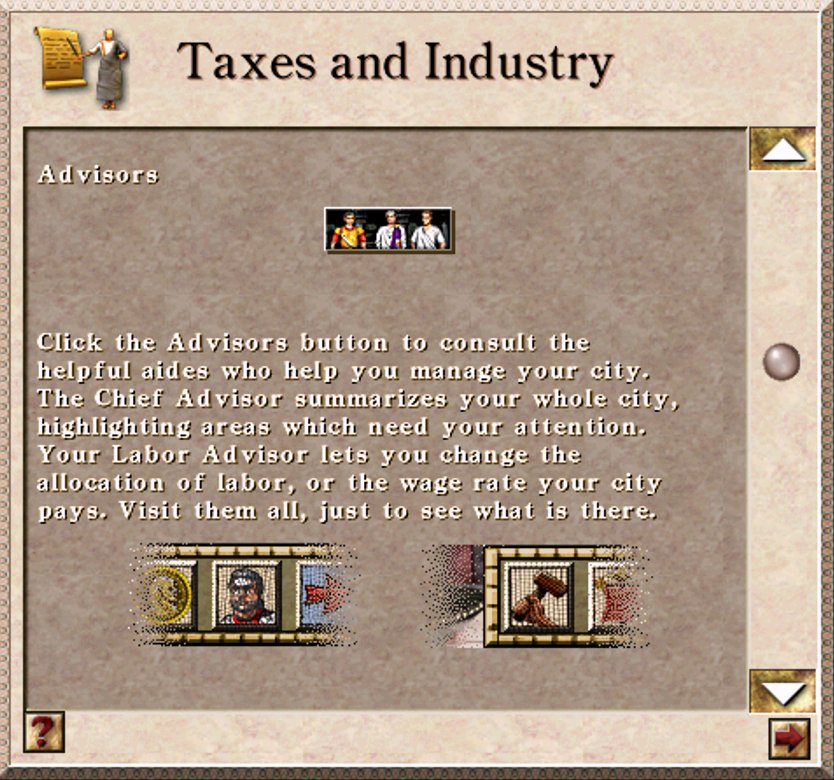 Taxes and Industry
Advisors
Click the Advisors button to consult the
helpful aides who help you manage your city.
The Chief Advisor summarizes your whole city,
highlighting areas which need your attention.
Your Labor Advisor lets you change the
allocation of labor, or the wage rate your city
pays. Visit them all, just to see what is there.
?